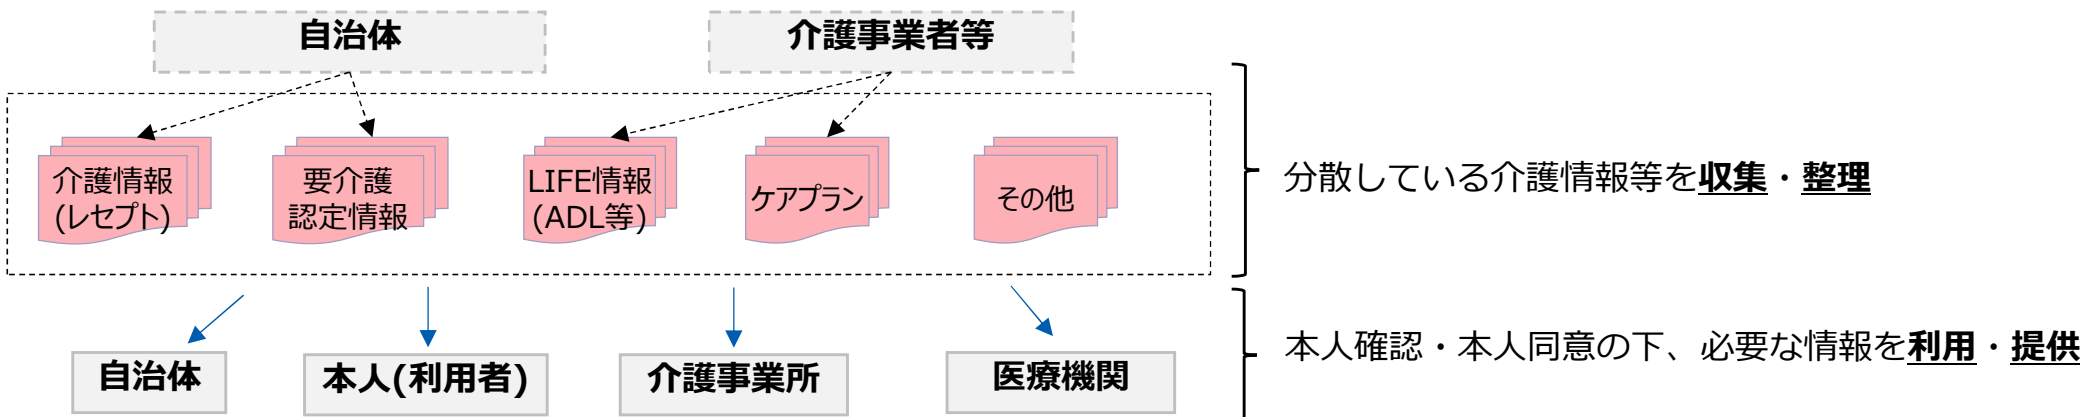 自治体
介護事業者等
介護情報
(レセプト)
要介護
認定情報
LIFE情報
(ADL等)
ケアプラン
その他
分散している介護情報等を収集・整理
自治体
本人(利用者)
介護事業所
医療機関
本人確認・本人同意の下、必要な情報を利用・提供